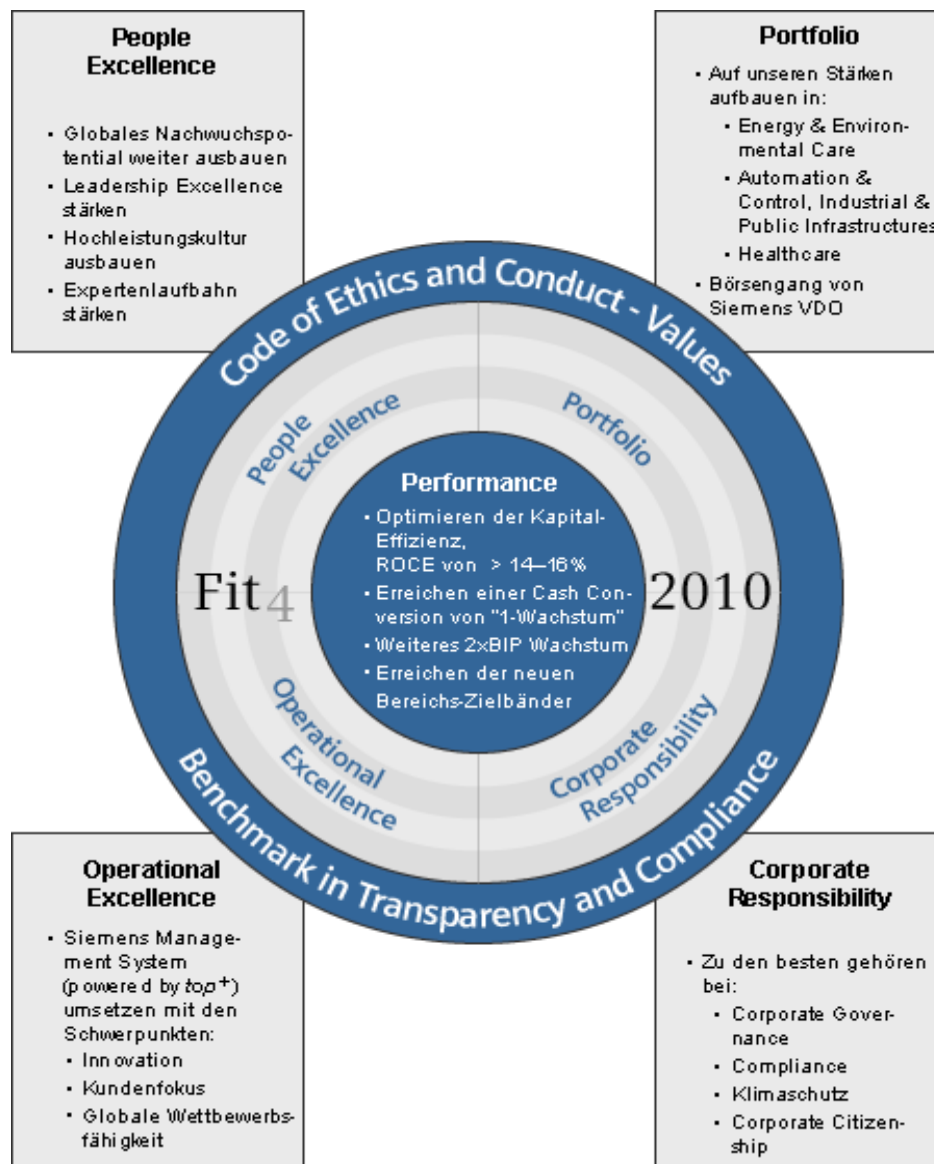 People
Excellence
• Globales Nachwuchspo-
tential weiter ausbauen
• Leadership Excellence
stärken
• Hochleistungskultur
ausbauen
• Expertenlaufbahn
stärken
Portfolio
• Auf unseren Stärken
aufbauen in:
• Energy & Environ-
mental Care
• Automation &
Control, Industrial &
Public Infrastructures
• Healthcare
• Börsengang von
Siemens VDO
Code of Ethics and Conduct - Values
People
Excellence
Portfolio
Performance
• Optimieren der Kapital-
Effizienz,
ROCE von > 14–16%
• Erreichen einer Cash Con-
version von "1-Wachstum"
• Weiteres 2xBIP Wachstum
• Erreichen der neuen
Bereichs-Zielbänder
Fit4
2010
Operational
Excellence
Corporate
Responsibility
Benchmark in Transparency and Compliance
Operational
Excellence
• Siemens Manage-
ment System
(powered by top+)
umsetzen mit den
Schwerpunkten:
• Innovation
• Kundenfokus
• Globale Wettbewerbs-
fähigkeit
Corporate
Responsibility
• Zu den besten gehören
bei:
• Corporate Gover-
nance
• Compliance
• Klimaschutz
• Corporate Citizen-
ship